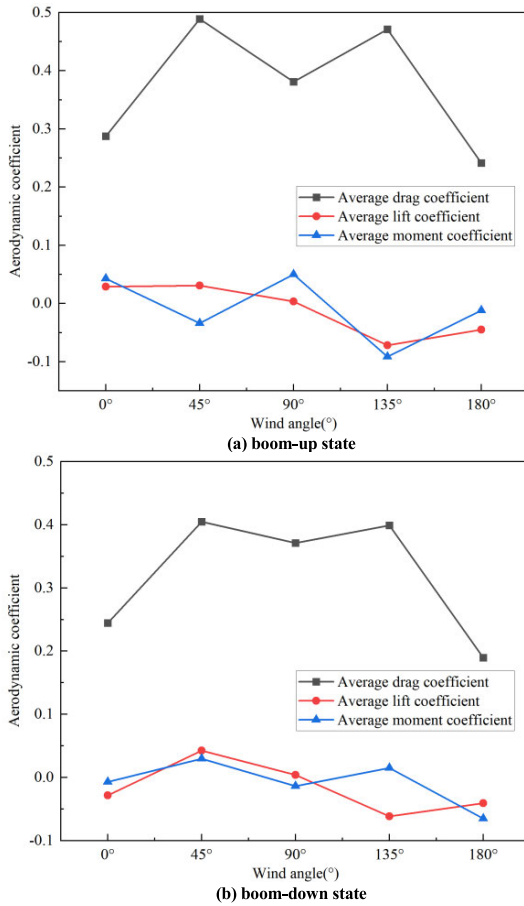 0.5
0.4
0.3
0.2
0.1
0.0
-0.1
Aerodynamic coefficient
Average drag coefficient
Average lift coefficient
Average moment coefficient
0° 45° 90° 135° 180°
Wind angle(°)
(a) boom-up state
0.5
0.4
0.3
0.2
0.1
0.0
-0.1
Aerodynamic coefficient
Average drag coefficient
Average lift coefficient
Average moment coefficient
0° 45° 90° 135° 180°
Wind angle(°)
(b) boom-down state